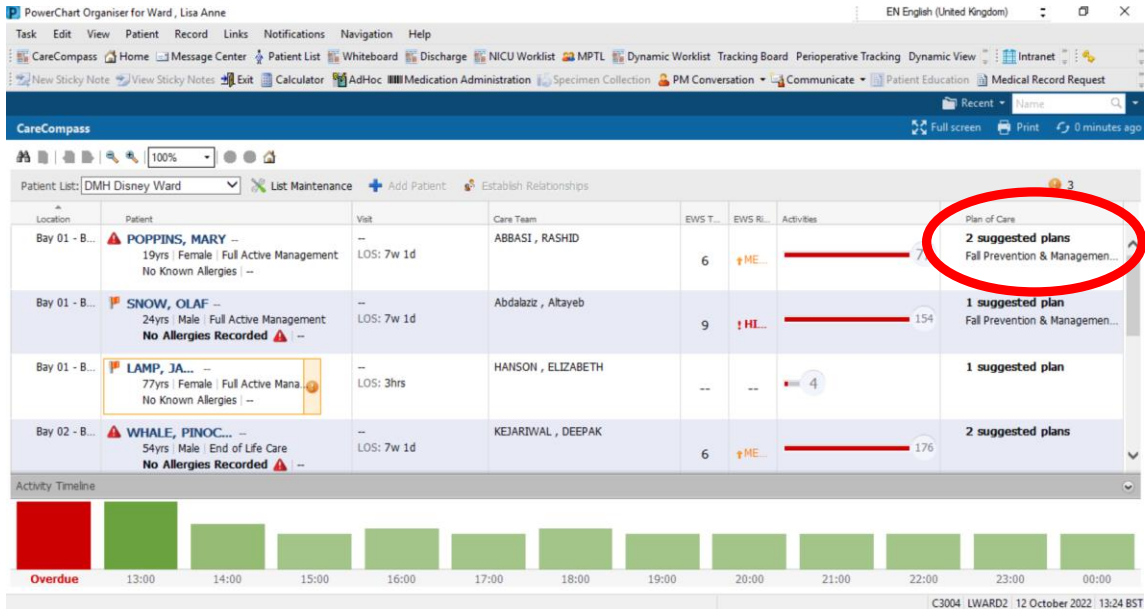 PowerChart Organiser for Ward , Lisa Anne EN English (United Kingdom)
Task Edit View Patient Record Links Notifications Navigation Help
CareCompass Home Message Center Patient List Whiteboard Discharge NICU Worklist MPTL Dynamic Worklist Tracking Board Perioperative Tracking Dynamic View Intranet
New Sticky Note View Sticky Notes Exit Calculator AdHoc Medication Administration Specimen Collection PM Conversation Communicate Patient Education Medical Record Request
Recent Name
CareCompass Full screen Print 0 minutes ago
100%
Patient List: DMH Disney Ward List Maintenance Add Patient Establish Relationships 3
Location Patient Visit Care Team EWS T... EWS Ri... Activities Plan of Care
Bay 01 - B... POPPINS, MARY -- -- ABBASI , RASHID 2 suggested plans
19yrs | Female | Full Active Management LOS: 7w 1d 6 ME... Fall Prevention & Managemen...
No Known Allergies | --
Bay 01 - B... SNOW, OLAF -- -- Abdalaziz , Altayeb 1 suggested plan
24yrs | Male | Full Active Management LOS: 7w 1d 9 ! HI... 154 Fall Prevention & Managemen...
No Allergies Recorded | --
Bay 01 - B... LAMP, JA... -- -- HANSON , ELIZABETH 1 suggested plan
77yrs | Female | Full Active Mana... LOS: 3hrs -- -- 4
No Known Allergies | --
Bay 02 - B... WHALE, PINOC... -- -- KEJARIWAL , DEEPAK 2 suggested plans
54yrs | Male | End of Life Care LOS: 7w 1d 6 ME... 176
No Allergies Recorded | --
Activity Timeline
Overdue 13:00 14:00 15:00 16:00 17:00 18:00 19:00 20:00 21:00 22:00 23:00 00:00
C3004 LWARD2 12 October 2022 13:24 BST